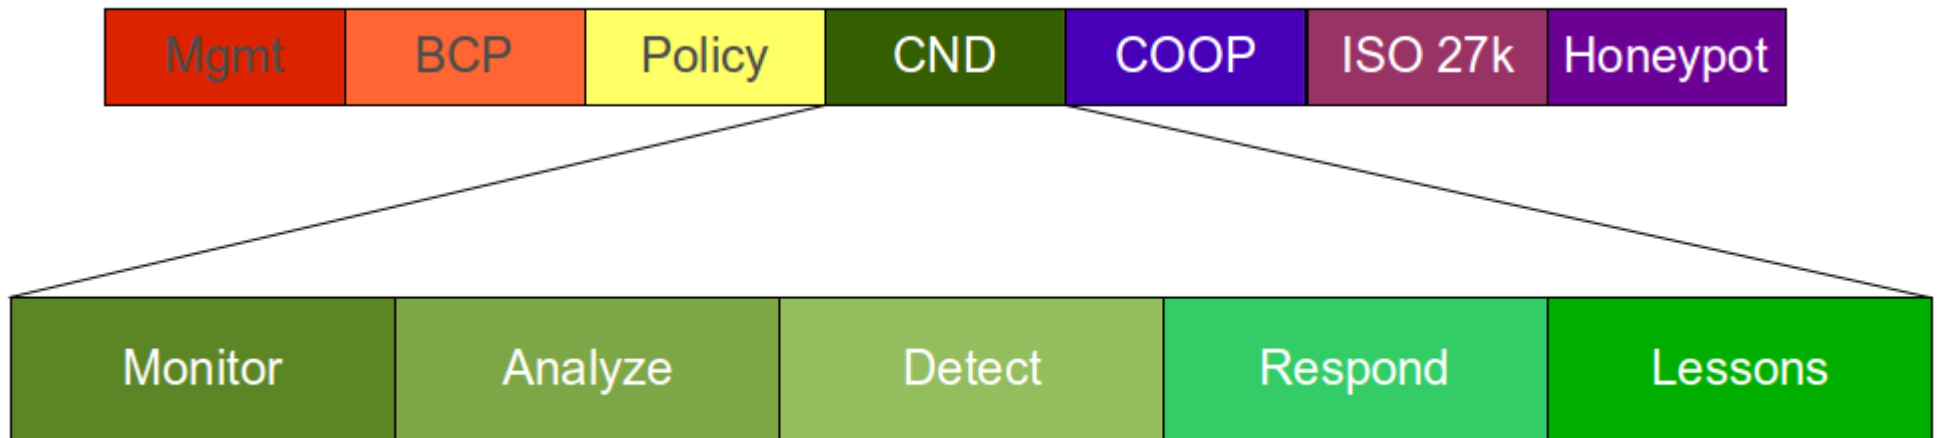 Mgmt BCP Policy CND COOP ISO 27k Honeypot
Monitor Analyze Detect Respond Lessons